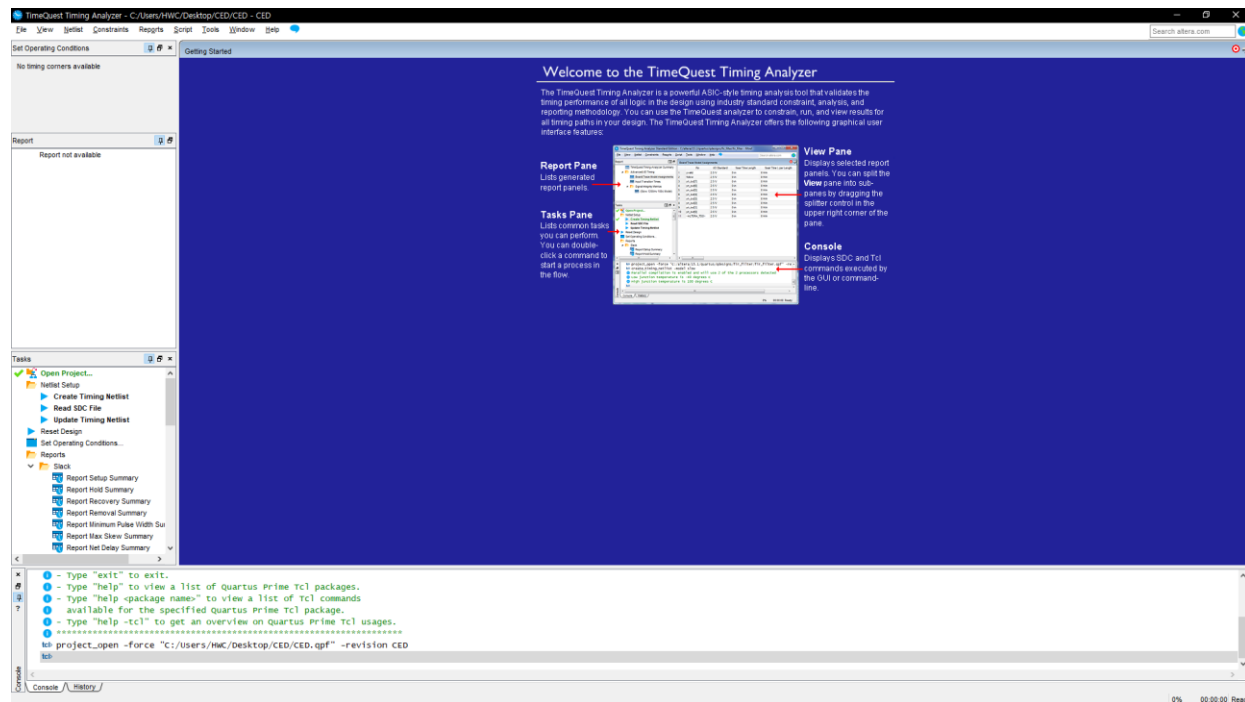 TimeQuest Timing Analyzer - C:/Users/HWC/Desktop/CED/CED - CED
File View Netlist Constraints Reports Script Tools Window Help
Search altera.com
Set Operating Conditions
No timing corners available
Getting Started
Welcome to the TimeQuest Timing Analyzer
The TimeQuest Timing Analyzer is a powerful ASIC-style timing analysis tool that validates the
timing performance of all logic in the design using industry standard constraint, analysis, and
reporting methodology. You can use the TimeQuest analyzer to constrain, run, and view results for
all timing paths in your design. The TimeQuest Timing Analyzer offers the following graphical user
interface features:
Report Pane
Lists generated
report panels.
Tasks Pane
Lists common tasks
you can perform.
You can double-
click a command to
start a process in
the flow.
View Pane
Displays selected report
panels. You can split the
View pane into sub-
panes by dragging the
splitter control in the
upper right corner of the
pane.
Console
Displays SDC and Tcl
commands executed by
the GUI or command-
line.
Report
Report not available
Tasks
Open Project...
Netlist Setup
Create Timing Netlist
Read SDC File
Update Timing Netlist
Reset Design
Set Operating Conditions...
Reports
Slack
Report Setup Summary
Report Hold Summary
Report Recovery Summary
Report Removal Summary
Report Minimum Pulse Width Su
Report Max Skew Summary
Report Net Delay Summary
- Type "exit" to exit.
- Type "help" to view a list of Quartus Prime Tcl packages.
- Type "help <package name>" to view a list of Tcl commands
available for the specified Quartus Prime Tcl package.
- Type "help -tcl" to get an overview on Quartus Prime Tcl usages.
*******************************************************************
tcl> project_open -force "C:/Users/HWC/Desktop/CED/CED.qpf" -revision CED
tcl>
Console
Console History
0% 00:00:00 Rea